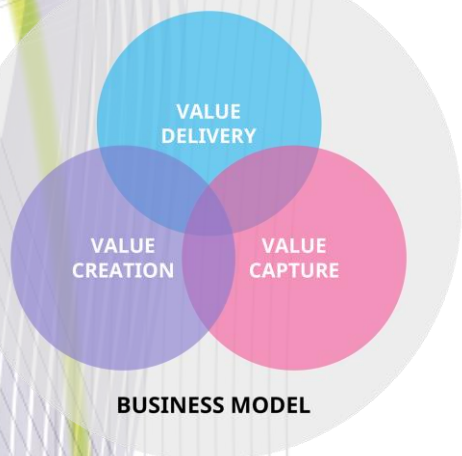 VALUE
DELIVERY
VALUE
CREATION
VALUE
CAPTURE
BUSINESS MODEL